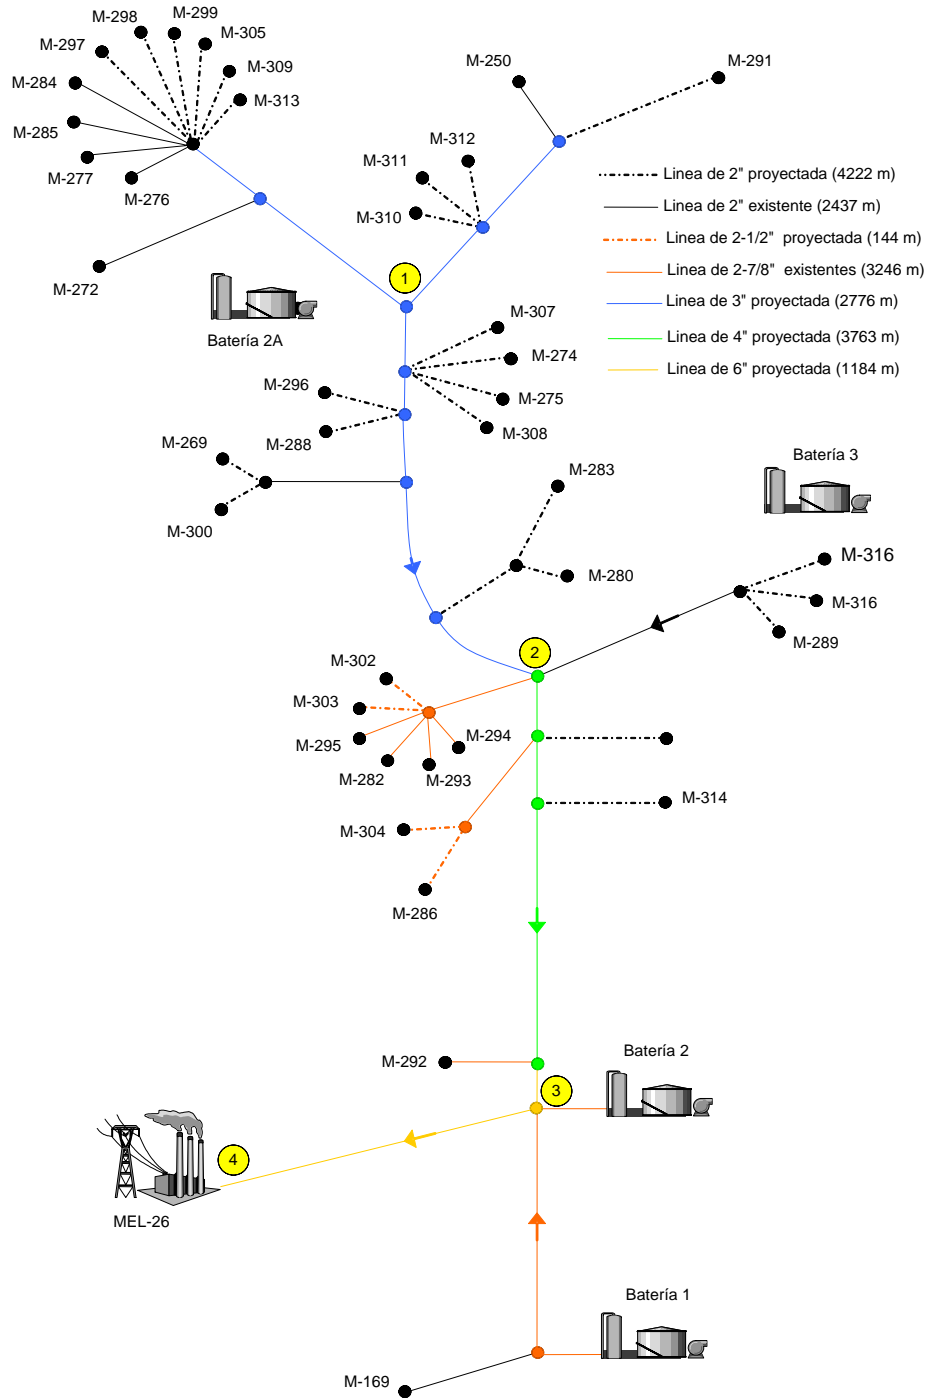 M-299
M-298
M-305
M-297
M-309
M-284
M-313
M-285
M-277
M-276
M-272
M-250
M-291
M-312
M-311
M-310
Linea de 2" proyectada (4222 m)
Linea de 2" existente (2437 m)
Linea de 2-1/2" proyectada (144 m)
Linea de 2-7/8" existentes (3246 m)
Linea de 3" proyectada (2776 m)
Linea de 4" proyectada (3763 m)
Linea de 6" proyectada (1184 m)
1
Batería 2A
M-307
M-274
M-275
M-308
M-296
M-288
M-269
M-300
M-283
M-280
Batería 3
M-316
M-316
M-289
2
M-302
M-303
M-295
M-282
M-293
M-294
M-314
M-304
M-286
M-292
Batería 2
3
4
MEL-26
Batería 1
M-169